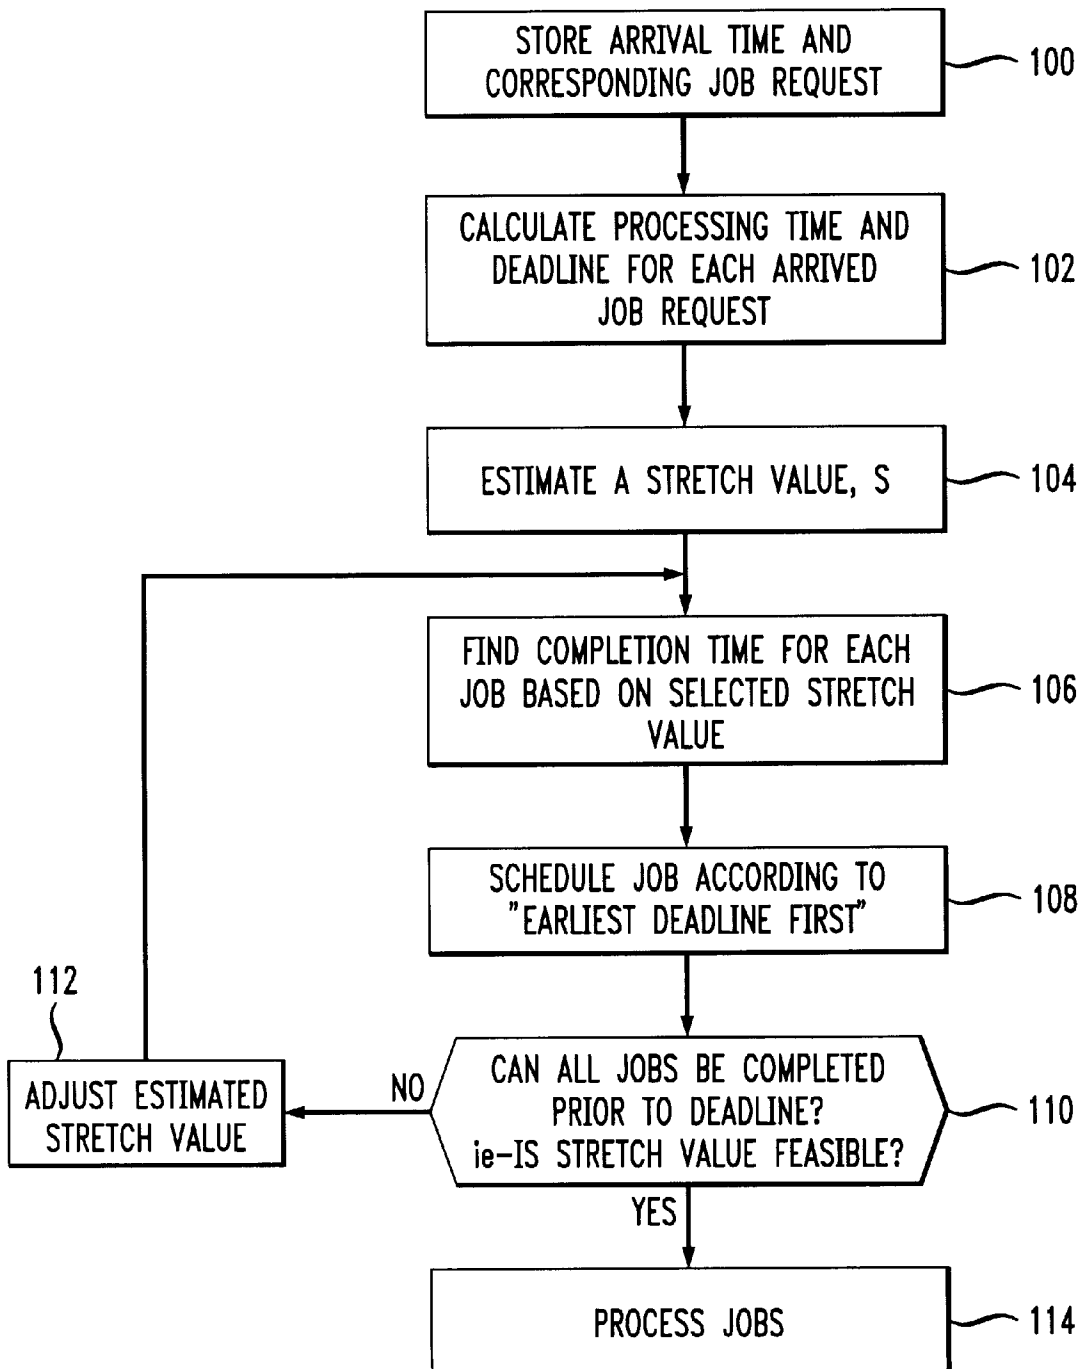 STORE ARRIVAL TIME AND
CORRESPONDING JOB REQUEST
100
CALCULATE PROCESSING TIME AND
DEADLINE FOR EACH ARRIVED
JOB REQUEST
102
ESTIMATE A STRETCH VALUE, S
104
FIND COMPLETION TIME FOR EACH
JOB BASED ON SELECTED STRETCH
VALUE
106
SCHEDULE JOB ACCORDING TO
"EARLIEST DEADLINE FIRST"
108
CAN ALL JOBS BE COMPLETED
PRIOR TO DEADLINE?
ie-IS STRETCH VALUE FEASIBLE?
110
NO
112
ADJUST ESTIMATED
STRETCH VALUE
YES
PROCESS JOBS
114